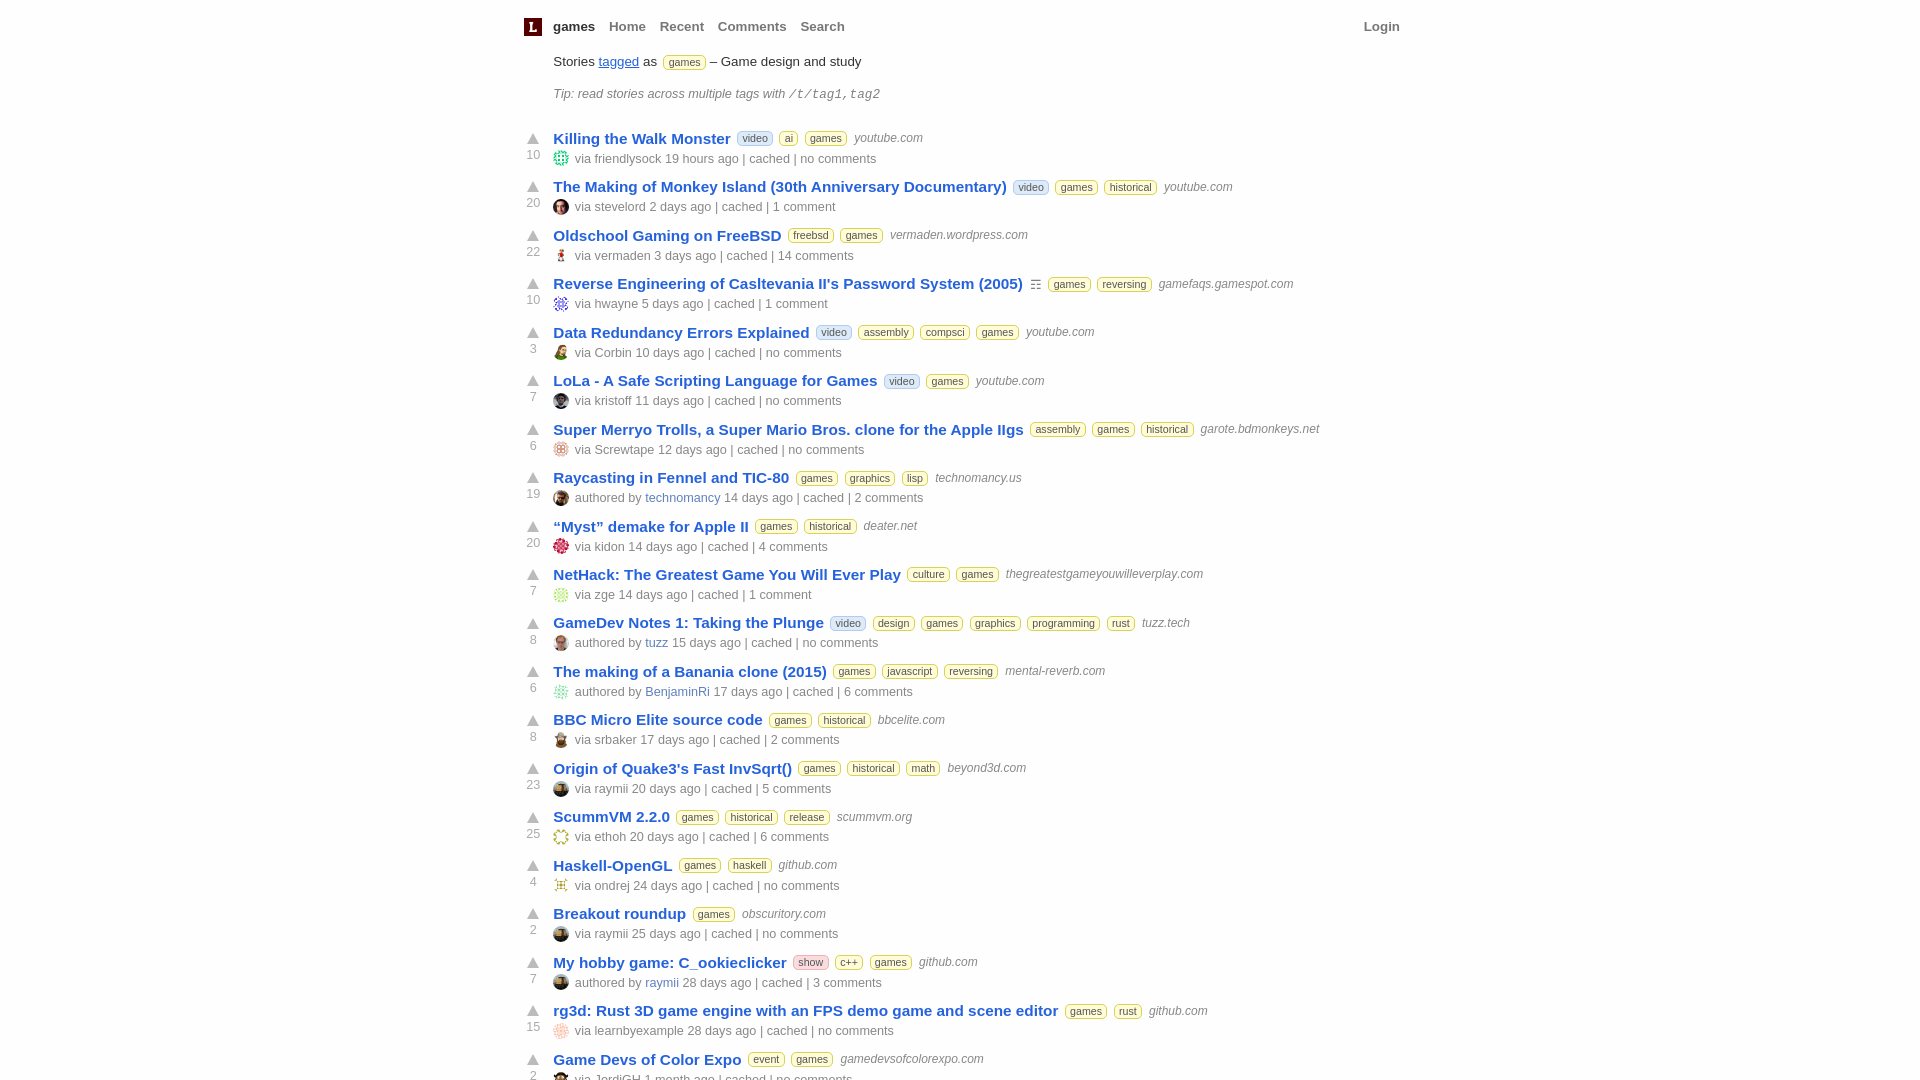 L games Home Recent Comments Search Login
Stories tagged as games – Game design and study
Tip: read stories across multiple tags with /t/tag1,tag2
Killing the Walk Monster video ai games youtube.com
10 via friendlysock 19 hours ago | cached | no comments
The Making of Monkey Island (30th Anniversary Documentary) video games historical youtube.com
20 via stevelord 2 days ago | cached | 1 comment
Oldschool Gaming on FreeBSD freebsd games vermaden.wordpress.com
22 via vermaden 3 days ago | cached | 14 comments
Reverse Engineering of Casltevania II's Password System (2005) ☶ games reversing gamefaqs.gamespot.com
10 via hwayne 5 days ago | cached | 1 comment
Data Redundancy Errors Explained video assembly compsci games youtube.com
3 via Corbin 10 days ago | cached | no comments
LoLa - A Safe Scripting Language for Games video games youtube.com
7 via kristoff 11 days ago | cached | no comments
Super Merryo Trolls, a Super Mario Bros. clone for the Apple IIgs assembly games historical garote.bdmonkeys.net
6 via Screwtape 12 days ago | cached | no comments
Raycasting in Fennel and TIC-80 games graphics lisp technomancy.us
19 authored by technomancy 14 days ago | cached | 2 comments
“Myst” demake for Apple II games historical deater.net
20 via kidon 14 days ago | cached | 4 comments
NetHack: The Greatest Game You Will Ever Play culture games thegreatestgameyouwilleverplay.com
7 via zge 14 days ago | cached | 1 comment
GameDev Notes 1: Taking the Plunge video design games graphics programming rust tuzz.tech
8 authored by tuzz 15 days ago | cached | no comments
The making of a Banania clone (2015) games javascript reversing mental-reverb.com
6 authored by BenjaminRi 17 days ago | cached | 6 comments
BBC Micro Elite source code games historical bbcelite.com
8 via srbaker 17 days ago | cached | 2 comments
Origin of Quake3's Fast InvSqrt() games historical math beyond3d.com
23 via raymii 20 days ago | cached | 5 comments
ScummVM 2.2.0 games historical release scummvm.org
25 via ethoh 20 days ago | cached | 6 comments
Haskell-OpenGL games haskell github.com
4 via ondrej 24 days ago | cached | no comments
Breakout roundup games obscuritory.com
2 via raymii 25 days ago | cached | no comments
My hobby game: C_ookieclicker show c++ games github.com
7 authored by raymii 28 days ago | cached | 3 comments
rg3d: Rust 3D game engine with an FPS demo game and scene editor games rust github.com
15 via learnbyexample 28 days ago | cached | no comments
Game Devs of Color Expo event games gamedevsofcolorexpo.com
2 via JordiGH 1 month ago | cached | no comments